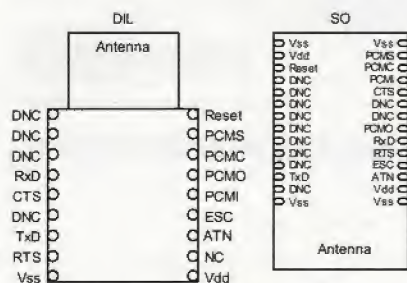 DIL
Antenna
DNC Reset
DNC PCMS
DNC PCMC
RxD PCMO
CTS PCMI
DNC ESC
TxD ATN
RTS NC
Vss Vdd
SO
Vss Vss
Vdd PCMS
Reset PCMC
DNC PCMI
DNC CTS
DNC DNC
DNC DNC
DNC PCMO
DNC RxD
DNC RTS
DNC ESC
TxD ATN
DNC Vdd
Vss Vss
Antenna